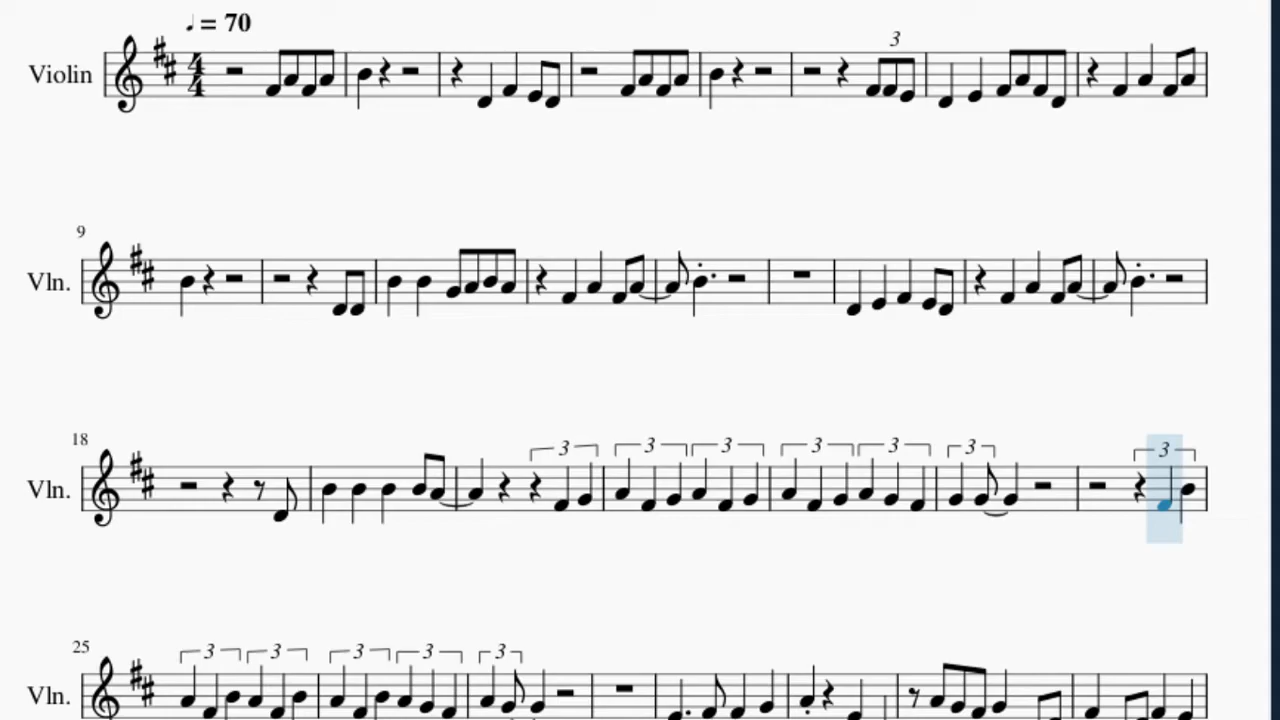 ♩ = 70
Violin
3
9
Vln.
18
Vln.
3 3 3 3 3 3 3
25
Vln.
3 3 3 3 3